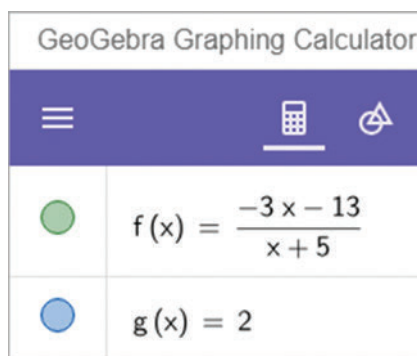 GeoGebra Graphing Calculator
f(x) = (-3x - 13)/(x + 5)
g(x) = 2